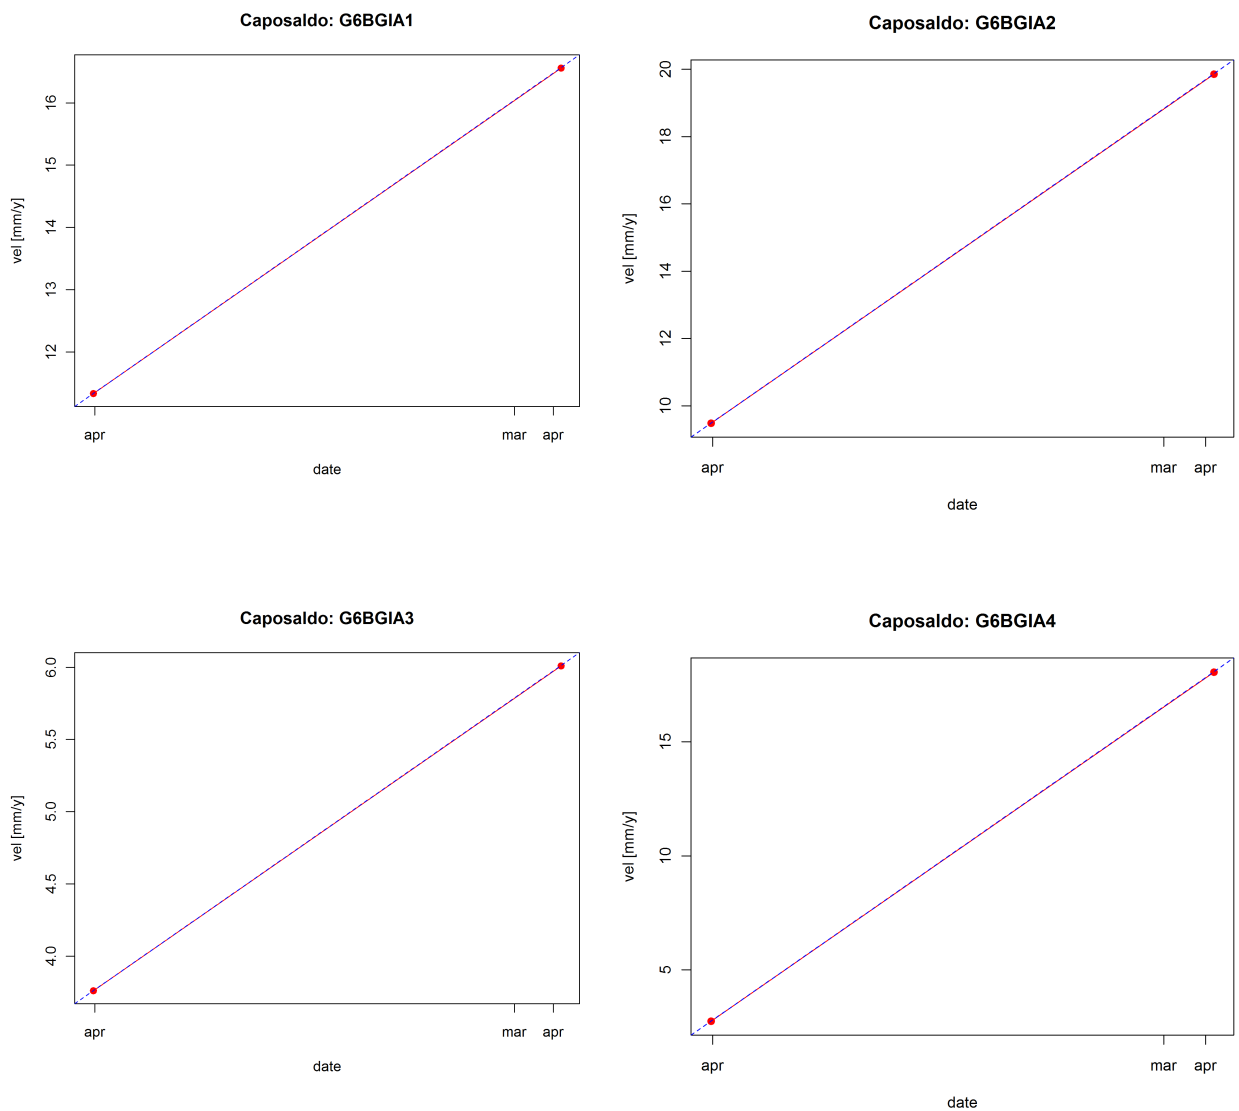 Caposaldo: G6BGIA1
vel [mm/y]
16
15
14
13
12
apr mar apr
date
Caposaldo: G6BGIA2
vel [mm/y]
20
18
16
14
12
10
apr mar apr
date
Caposaldo: G6BGIA3
vel [mm/y]
6.0
5.5
5.0
4.5
4.0
apr mar apr
date
Caposaldo: G6BGIA4
vel [mm/y]
15
10
5
apr mar apr
date